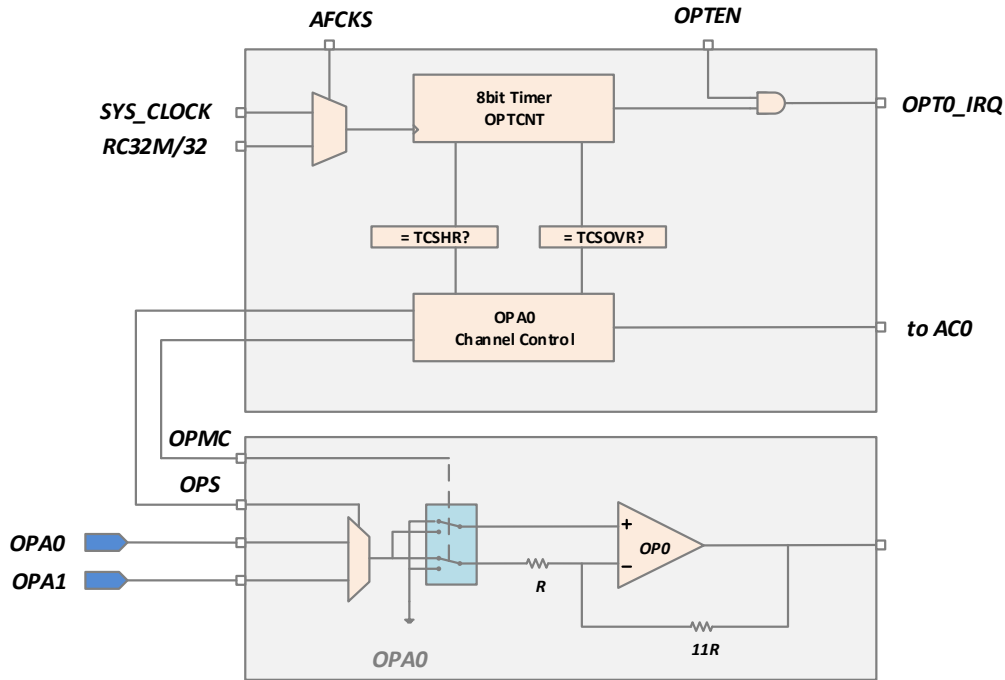 AFCKS
OPTEN
SYS_CLOCK
RC32M/32
8bit Timer
OPTCNT
OPT0_IRQ
= TCSHR?
= TCSOVR?
OPA0
Channel Control
to AC0
OPMC
OPS
OPA0
OPA1
+
OP0
−
R
11R
OPA0